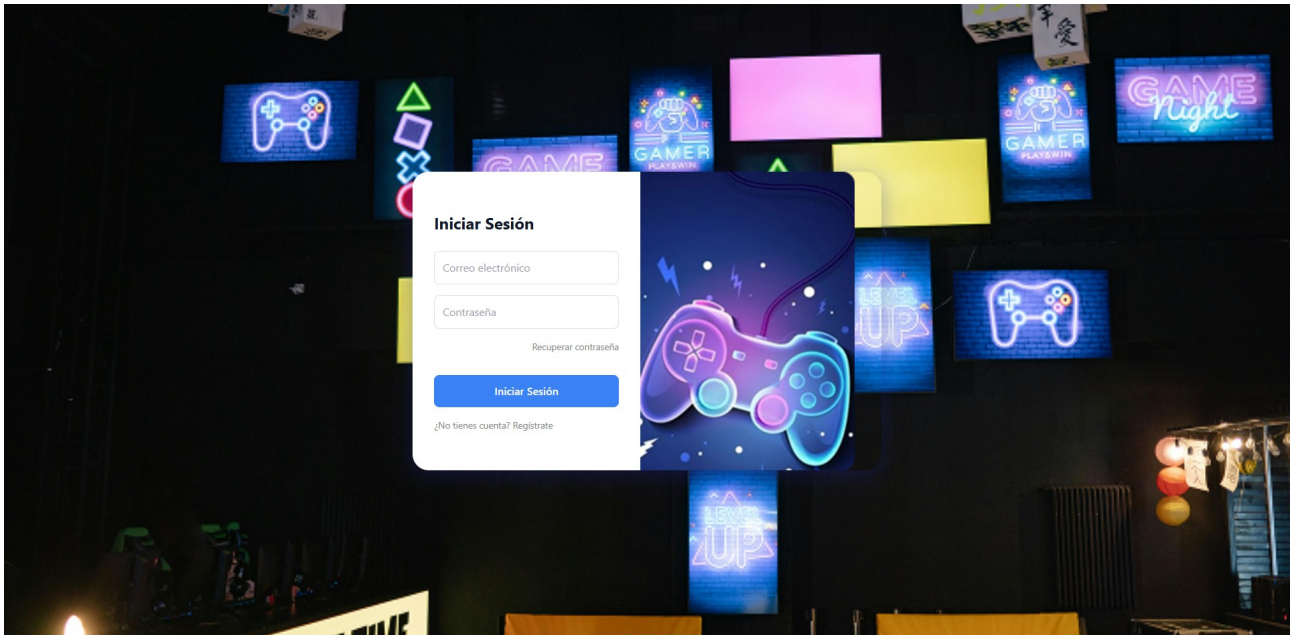 GAME
Night
GAMER
PLAY&WIN
GAME
GAMER
PLAY&WIN
Iniciar Sesión
Correo electrónico
Contraseña
Recuperar contraseña
Iniciar Sesión
¿No tienes cuenta? Regístrate
LEVEL
UP
LEVEL
UP
TIME